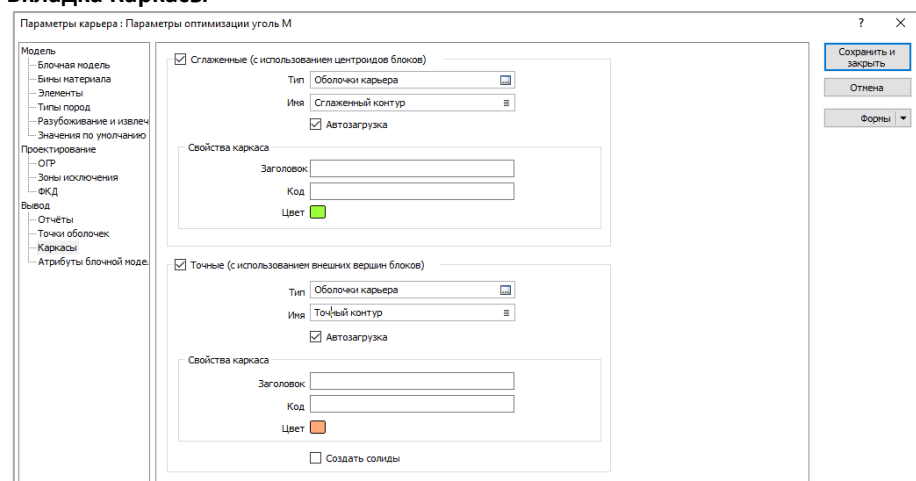 Вкладка Каркасы
Параметры карьера : Параметры оптимизации уголь М
?
Модель
Блочная модель
Бины материала
Элементы
Типы пород
Разубоживание и извлеч
Значения по умолчанию
Проектирование
ОГР
Зоны исключения
ФКД
Вывод
Отчёты
Точки оболочек
Каркасы
Атрибуты блочной моде.
Сглаженные (с использованием центроидов блоков)
Тип Оболочки карьера
Имя Сглаженный контур
Автозагрузка
Свойства каркаса
Заголовок
Код
Цвет
Точные (с использованием внешних вершин блоков)
Тип Оболочки карьера
Имя Точный контур
Автозагрузка
Свойства каркаса
Заголовок
Код
Цвет
Создать солиды
Сохранить и
закрыть
Отмена
Формы